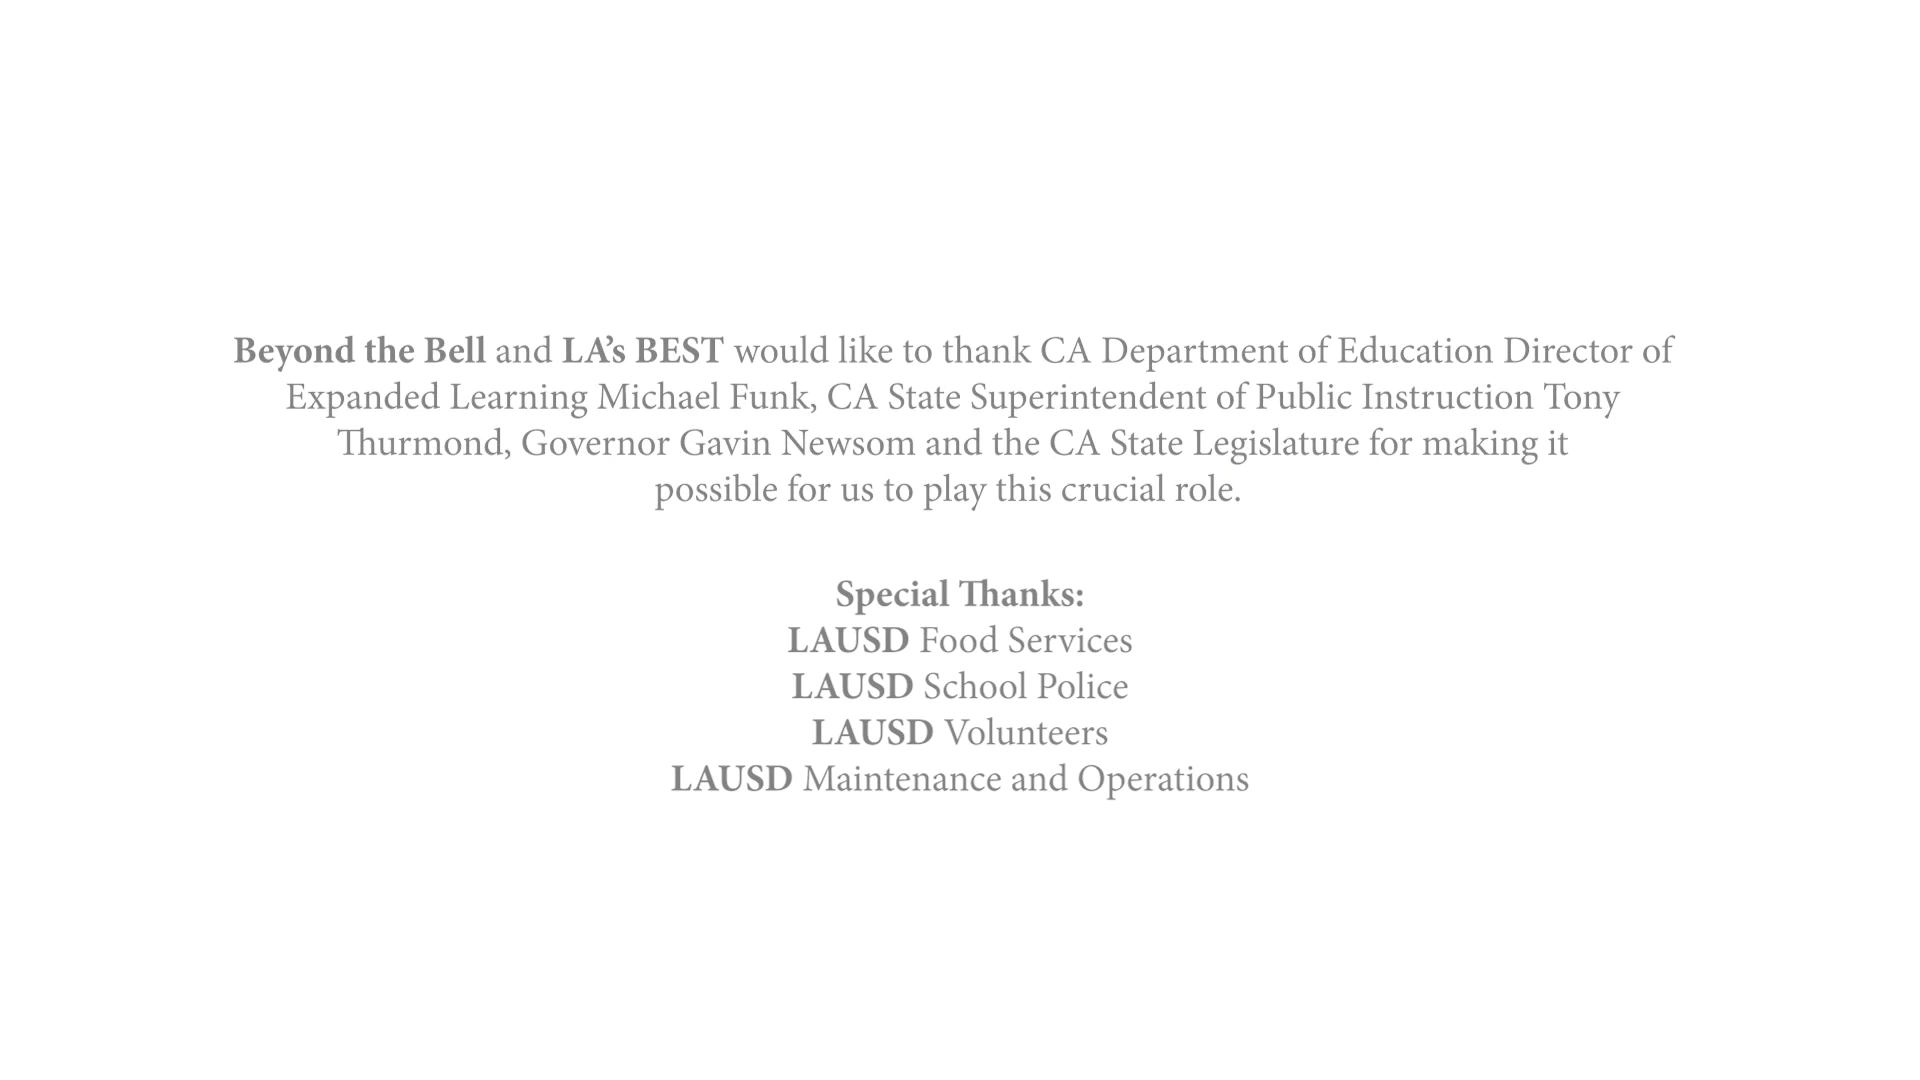 Beyond the Bell and LA’s BEST would like to thank CA Department of Education Director of
Expanded Learning Michael Funk, CA State Superintendent of Public Instruction Tony
Thurmond, Governor Gavin Newsom and the CA State Legislature for making it
possible for us to play this crucial role.
Special Thanks:
LAUSD Food Services
LAUSD School Police
LAUSD Volunteers
LAUSD Maintenance and Operations